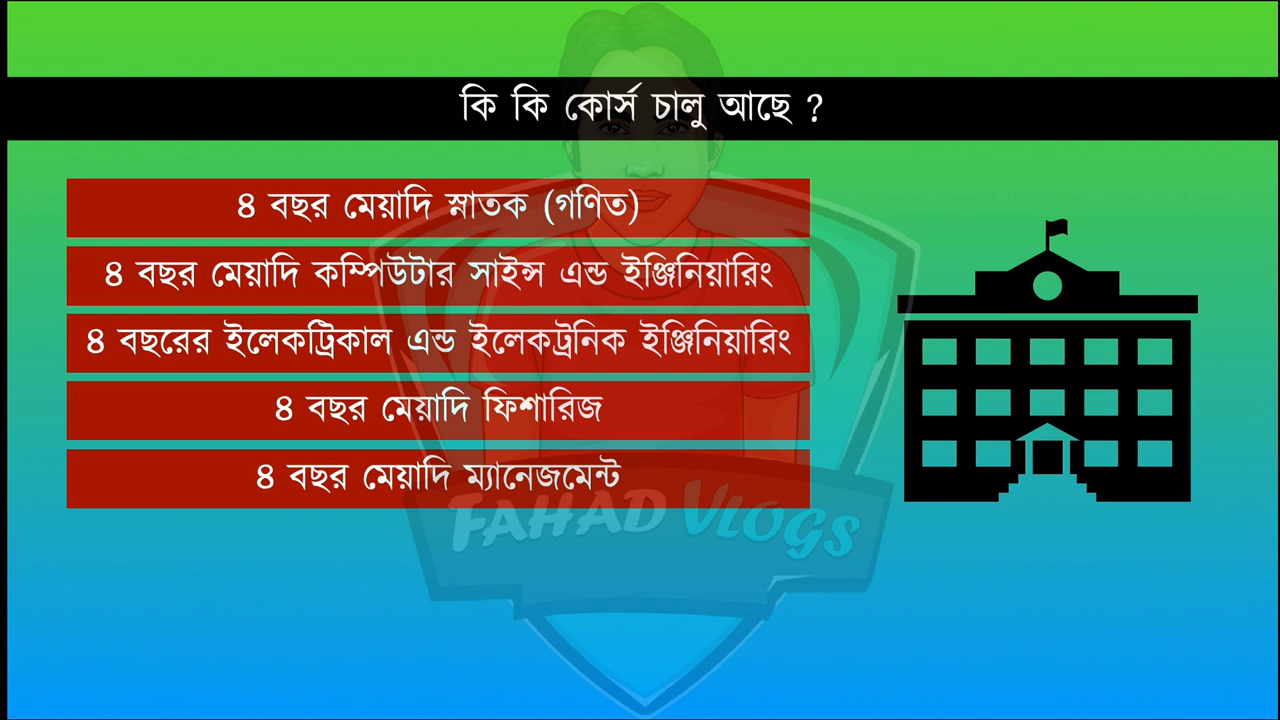 কি কি কোর্স চালু আছে ?
৪ বছর মেয়াদি স্নাতক (গণিত)
৪ বছর মেয়াদি কম্পিউটার সাইন্স এন্ড ইঞ্জিনিয়ারিং
৪ বছরের ইলেকট্রিকাল এন্ড ইলেকট্রনিক ইঞ্জিনিয়ারিং
৪ বছর মেয়াদি ফিশারিজ
৪ বছর মেয়াদি ম্যানেজমেন্ট
FAHAD VLOGS